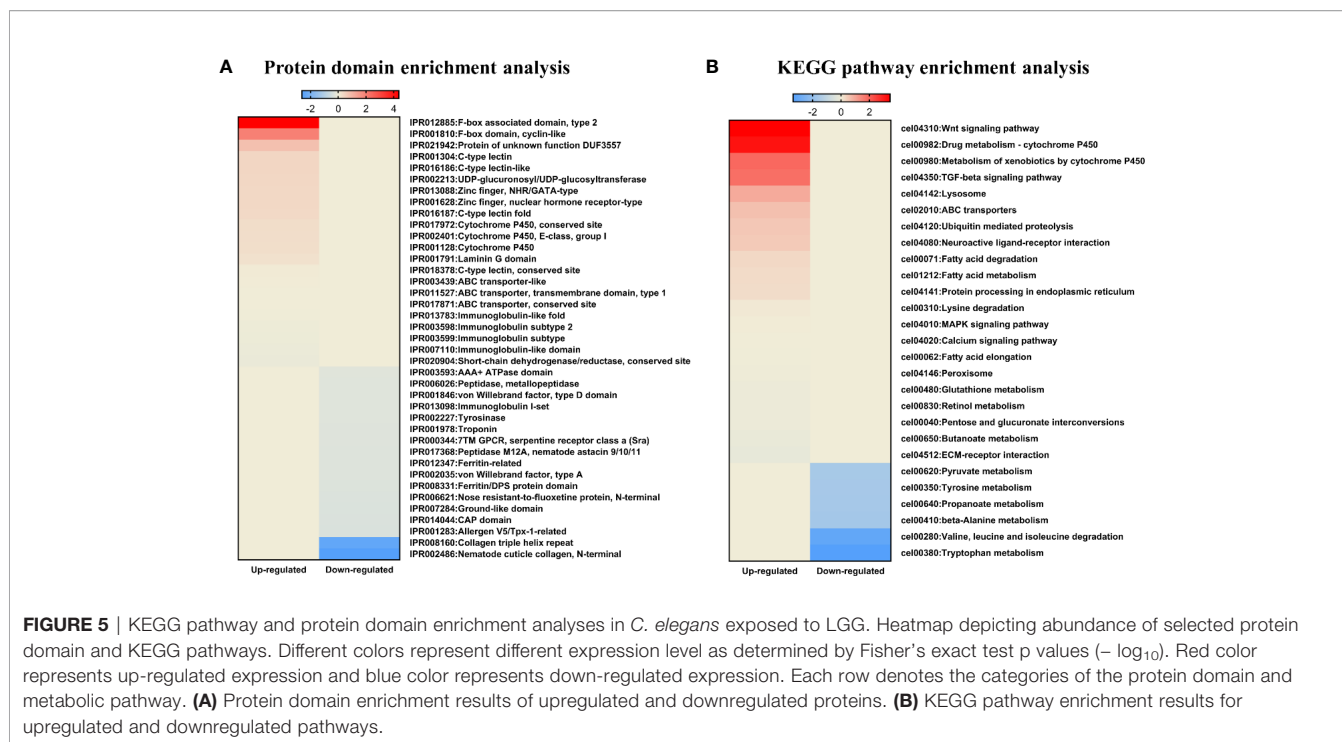 A Protein domain enrichment analysis
-2 0 2 4
IPR012885:F-box associated domain, type 2
IPR001810:F-box domain, cyclin-like
IPR021942:Protein of unknown function DUF3557
IPR001304:C-type lectin
IPR016186:C-type lectin-like
IPR002213:UDP-glucuronosyl/UDP-glucosyltransferase
IPR013088:Zinc finger, NHR/GATA-type
IPR001628:Zinc finger, nuclear hormone receptor-type
IPR016187:C-type lectin fold
IPR017972:Cytochrome P450, conserved site
IPR002401:Cytochrome P450, E-class, group I
IPR001128:Cytochrome P450
IPR001791:Laminin G domain
IPR018378:C-type lectin, conserved site
IPR003439:ABC transporter-like
IPR011527:ABC transporter, transmembrane domain, type 1
IPR017871:ABC transporter, conserved site
IPR013783:Immunoglobulin-like fold
IPR003598:Immunoglobulin subtype 2
IPR003599:Immunoglobulin subtype
IPR007110:Immunoglobulin-like domain
IPR020904:Short-chain dehydrogenase/reductase, conserved site
IPR003593:AAA+ ATPase domain
IPR006026:Peptidase, metallopeptidase
IPR001846:von Willebrand factor, type D domain
IPR013098:Immunoglobulin I-set
IPR002227:Tyrosinase
IPR001978:Troponin
IPR000344:7TM GPCR, serpentine receptor class a (Sra)
IPR017368:Peptidase M12A, nematode astacin 9/10/11
IPR012347:Ferritin-related
IPR002035:von Willebrand factor, type A
IPR008331:Ferritin/DPS protein domain
IPR006621:Nose resistant-to-fluoxetine protein, N-terminal
IPR007284:Ground-like domain
IPR014044:CAP domain
IPR001283:Allergen V5/Tpx-1-related
IPR008160:Collagen triple helix repeat
IPR002486:Nematode cuticle collagen, N-terminal
Up-regulated Down-regulated
B KEGG pathway enrichment analysis
-2 0 2
cel04310:Wnt signaling pathway
cel00982:Drug metabolism - cytochrome P450
cel00980:Metabolism of xenobiotics by cytochrome P450
cel04350:TGF-beta signaling pathway
cel04142:Lysosome
cel02010:ABC transporters
cel04120:Ubiquitin mediated proteolysis
cel04080:Neuroactive ligand-receptor interaction
cel00071:Fatty acid degradation
cel01212:Fatty acid metabolism
cel04141:Protein processing in endoplasmic reticulum
cel00310:Lysine degradation
cel04010:MAPK signaling pathway
cel04020:Calcium signaling pathway
cel00062:Fatty acid elongation
cel04146:Peroxisome
cel00480:Glutathione metabolism
cel00830:Retinol metabolism
cel00040:Pentose and glucuronate interconversions
cel00650:Butanoate metabolism
cel04512:ECM-receptor interaction
cel00620:Pyruvate metabolism
cel00350:Tyrosine metabolism
cel00640:Propanoate metabolism
cel00410:beta-Alanine metabolism
cel00280:Valine, leucine and isoleucine degradation
cel00380:Tryptophan metabolism
Up-regulated Down-regulated
FIGURE 5 | KEGG pathway and protein domain enrichment analyses in C. elegans exposed to LGG. Heatmap depicting abundance of selected protein
domain and KEGG pathways. Different colors represent different expression level as determined by Fisher's exact test p values (− log10). Red color
represents up-regulated expression and blue color represents down-regulated expression. Each row denotes the categories of the protein domain and
metabolic pathway. (A) Protein domain enrichment results of upregulated and downregulated proteins. (B) KEGG pathway enrichment results for
upregulated and downregulated pathways.